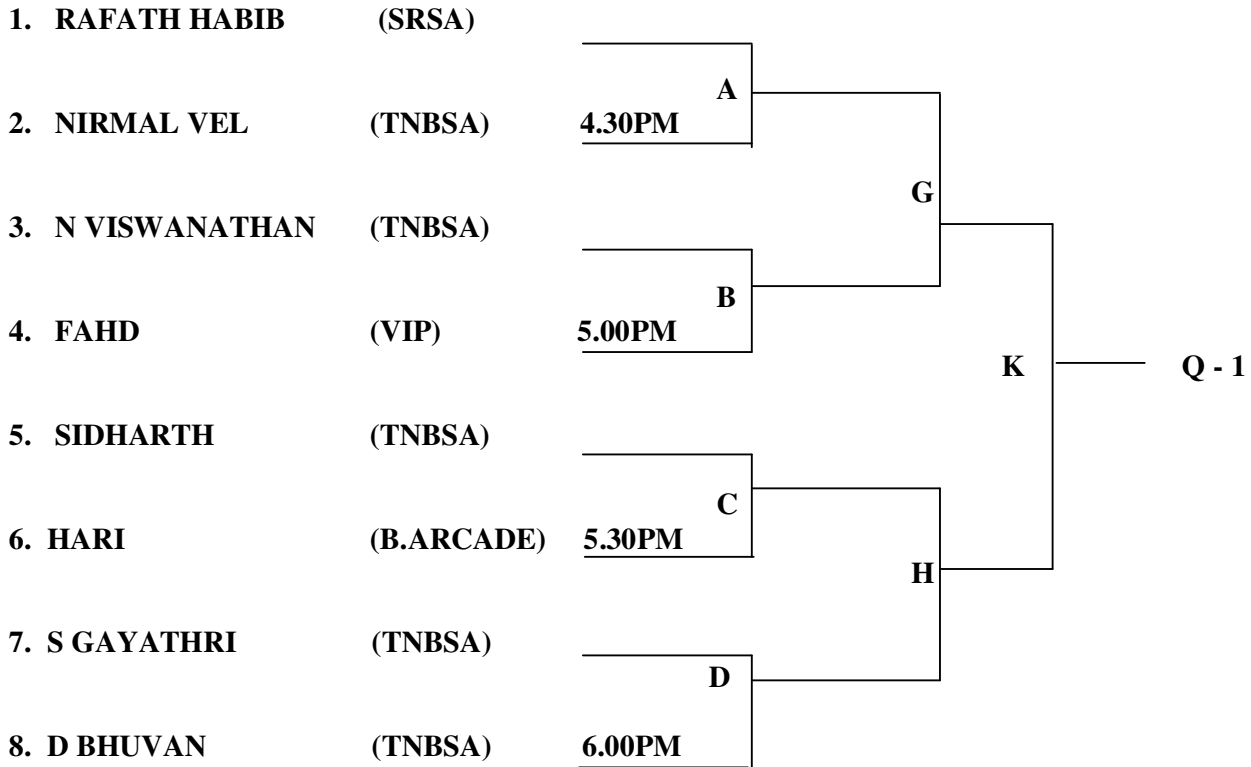 1. RAFATH HABIB (SRSA)
A
2. NIRMAL VEL (TNBSA) 4.30PM
G
3. N VISWANATHAN (TNBSA)
B
4. FAHD (VIP) 5.00PM
K Q - 1
5. SIDHARTH (TNBSA)
C
6. HARI (B.ARCADE) 5.30PM
H
7. S GAYATHRI (TNBSA)
D
8. D BHUVAN (TNBSA) 6.00PM